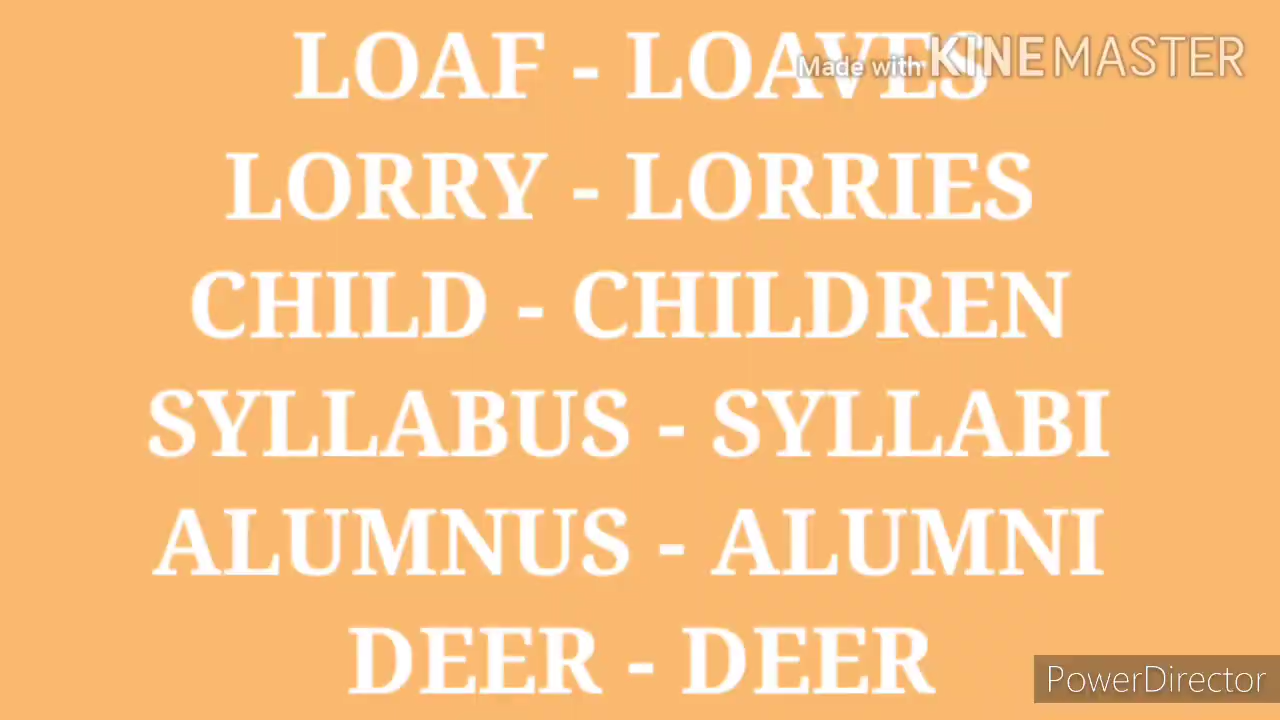 LOAF - LOAVES
Made with KINEMASTER
LORRY - LORRIES
CHILD - CHILDREN
SYLLABUS - SYLLABI
ALUMNUS - ALUMNI
DEER - DEER
PowerDirector